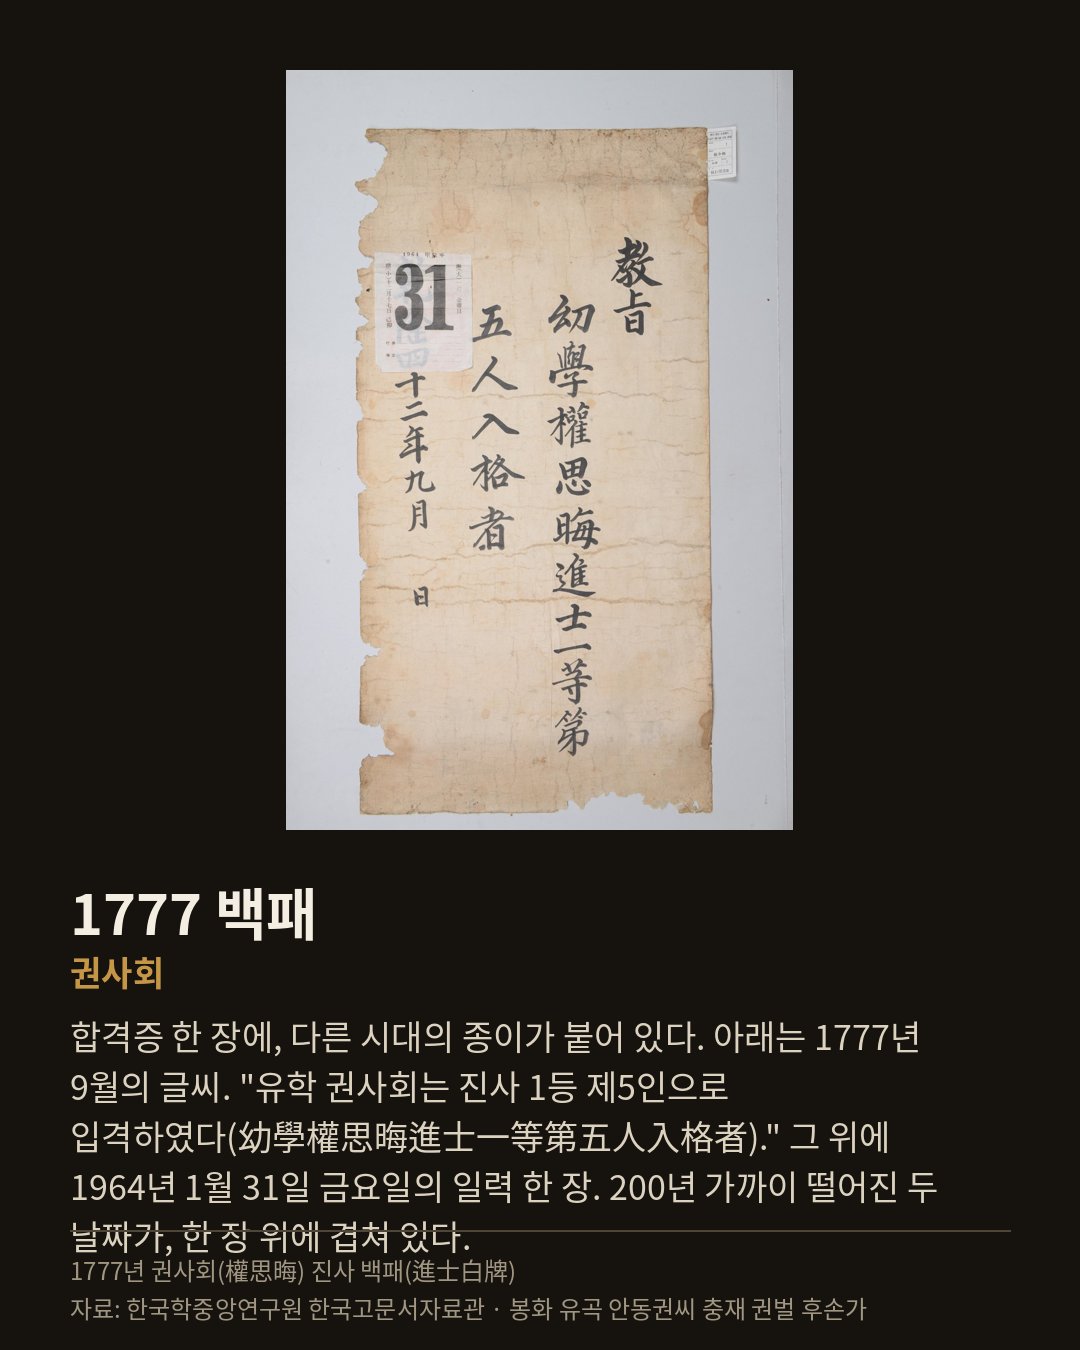 敎旨
幼學權思晦進士一等第
五人入格者
十二年九月 日
1964
31
1777 백패
권사회
합격증 한 장에, 다른 시대의 종이가 붙어 있다. 아래는 1777년
9월의 글씨. "유학 권사회는 진사 1등 제5인으로
입격하였다(幼學權思晦進士一等第五人入格者)." 그 위에
1964년 1월 31일 금요일의 일력 한 장. 200년 가까이 떨어진 두
날짜가, 한 장 위에 겹쳐 있다.
1777년 권사회(權思晦) 진사 백패(進士白牌)
자료: 한국학중앙연구원 한국고문서자료관 · 봉화 유곡 안동권씨 충재 권벌 후손가